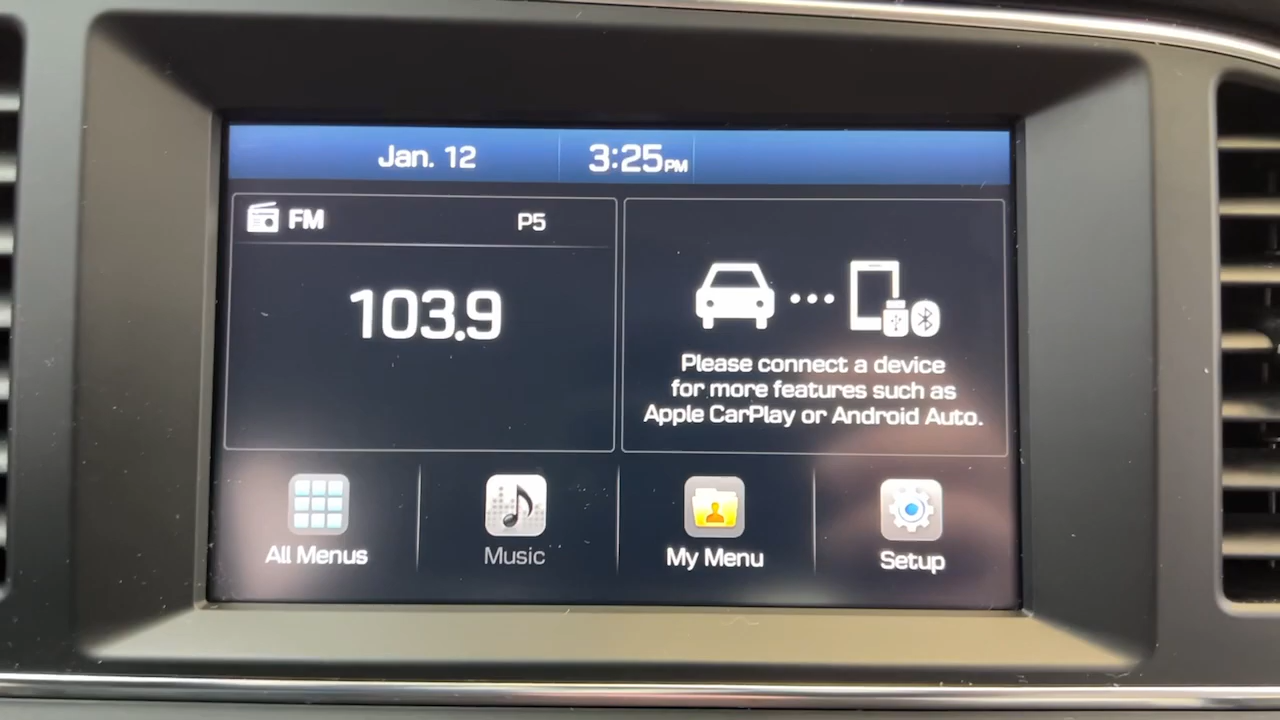 Jan. 12
3:25PM
FM
P5
103.9
Please connect a device
for more features such as
Apple CarPlay or Android Auto.
All Menus
Music
My Menu
Setup